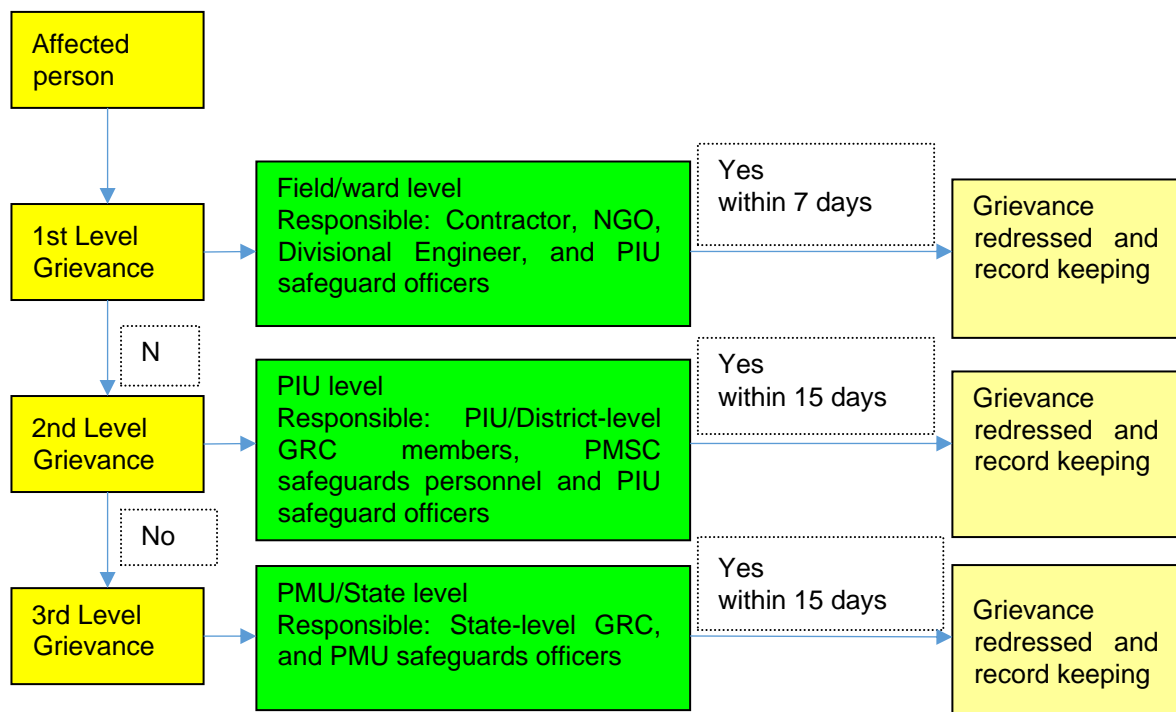 Affected
person
1st Level
Grievance
Field/ward level
Responsible: Contractor, NGO,
Divisional Engineer, and PIU
safeguard officers
Yes
within 7 days
Grievance
redressed and
record keeping
N
2nd Level
Grievance
PIU level
Responsible: PIU/District-level
GRC members, PMSC
safeguards personnel and PIU
safeguard officers
Yes
within 15 days
Grievance
redressed and
record keeping
No
3rd Level
Grievance
PMU/State level
Responsible: State-level GRC,
and PMU safeguards officers
Yes
within 15 days
Grievance
redressed and
record keeping